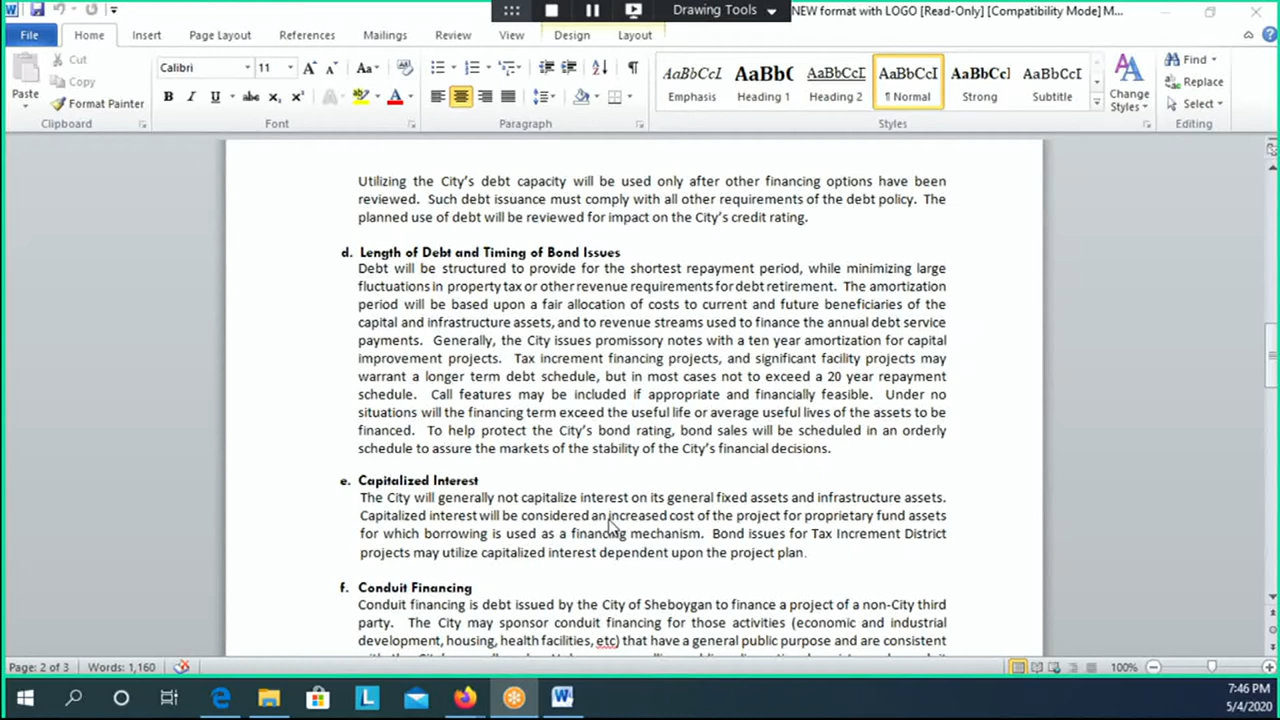 Drawing Tools
NEW format with LOGO [Read-Only] [Compatibility Mode] M...
File Home Insert Page Layout References Mailings Review View Design Layout
Cut
Copy
Format Painter
Paste
Clipboard
Calibri 11
Font
Paragraph
AaBbCcI AaBbC AaBbCcI AaBbCcI AaBbCcl AaBbCcI
Emphasis Heading 1 Heading 2 ¶ Normal Strong Subtitle
Change Styles
Styles
Find
Replace
Select
Editing
Utilizing the City's debt capacity will be used only after other financing options have been
reviewed. Such debt issuance must comply with all other requirements of the debt policy. The
planned use of debt will be reviewed for impact on the City's credit rating.
d. Length of Debt and Timing of Bond Issues
Debt will be structured to provide for the shortest repayment period, while minimizing large
fluctuations in property tax or other revenue requirements for debt retirement. The amortization
period will be based upon a fair allocation of costs to current and future beneficiaries of the
capital and infrastructure assets, and to revenue streams used to finance the annual debt service
payments. Generally, the City issues promissory notes with a ten year amortization for capital
improvement projects. Tax increment financing projects, and significant facility projects may
warrant a longer term debt schedule, but in most cases not to exceed a 20 year repayment
schedule. Call features may be included if appropriate and financially feasible. Under no
situations will the financing term exceed the useful life or average useful lives of the assets to be
financed. To help protect the City's bond rating, bond sales will be scheduled in an orderly
schedule to assure the markets of the stability of the City's financial decisions.
e. Capitalized Interest
The City will generally not capitalize interest on its general fixed assets and infrastructure assets.
Capitalized interest will be considered an increased cost of the project for proprietary fund assets
for which borrowing is used as a financing mechanism. Bond issues for Tax Increment District
projects may utilize capitalized interest dependent upon the project plan.
f. Conduit Financing
Conduit financing is debt issued by the City of Sheboygan to finance a project of a non-City third
party. The City may sponsor conduit financing for those activities (economic and industrial
development, housing, health facilities, etc) that have a general public purpose and are consistent
Page: 2 of 3 Words: 1,160 100%
7:46 PM
5/4/2020